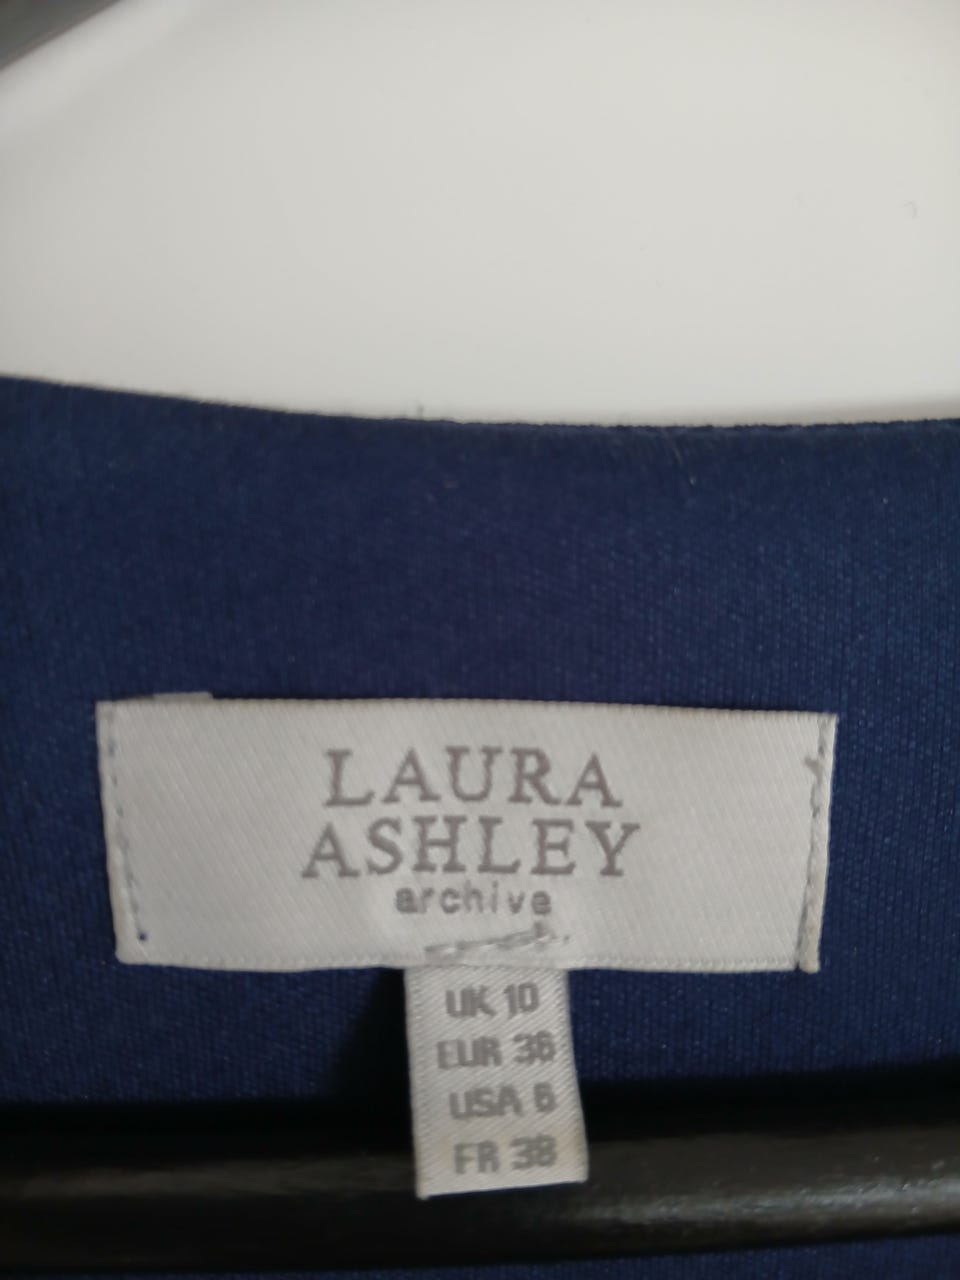 LAURA
ASHLEY
archive
UK 10
EUR 36
USA 6
FR 38